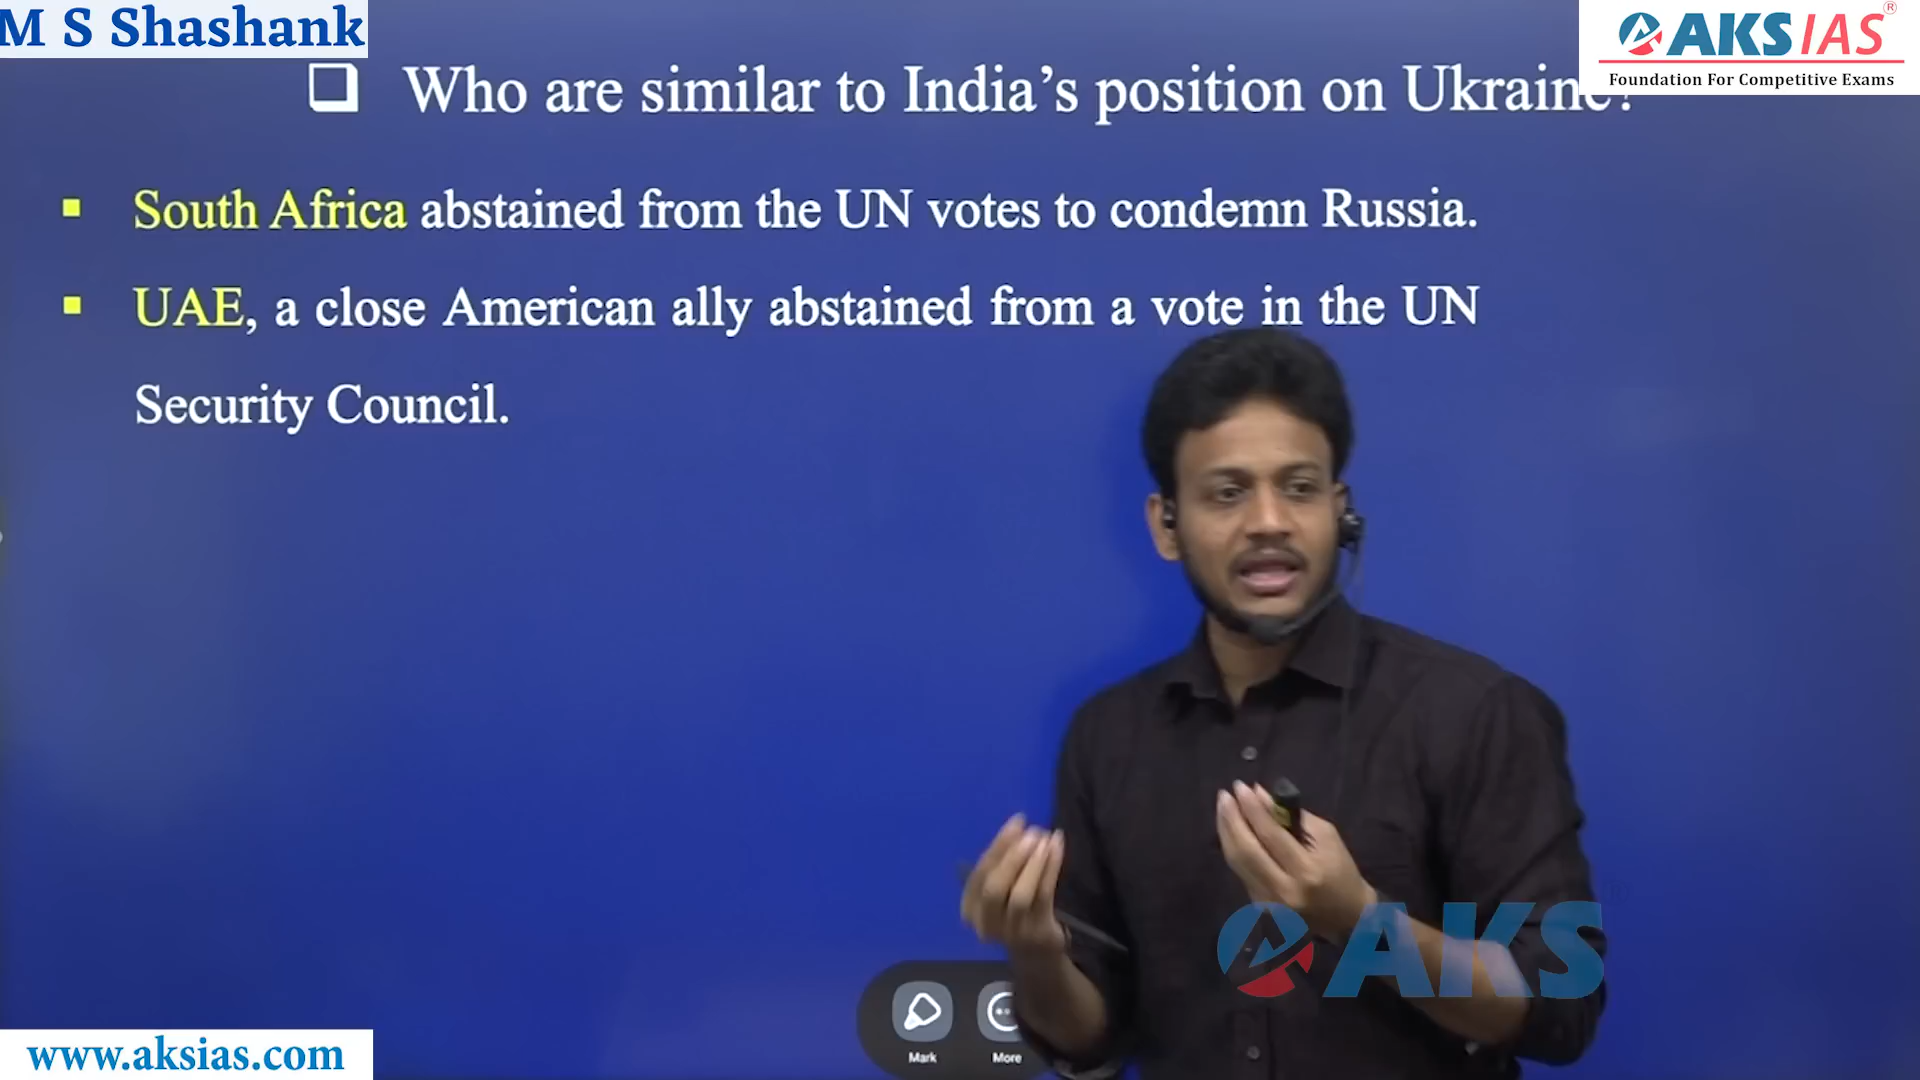 M S Shashank
AKS IAS®
Foundation For Competitive Exams
❑ Who are similar to India’s position on Ukraine?
▪ South Africa abstained from the UN votes to condemn Russia.
▪ UAE, a close American ally abstained from a vote in the UN
Security Council.
AKS
Mark
More
www.aksias.com